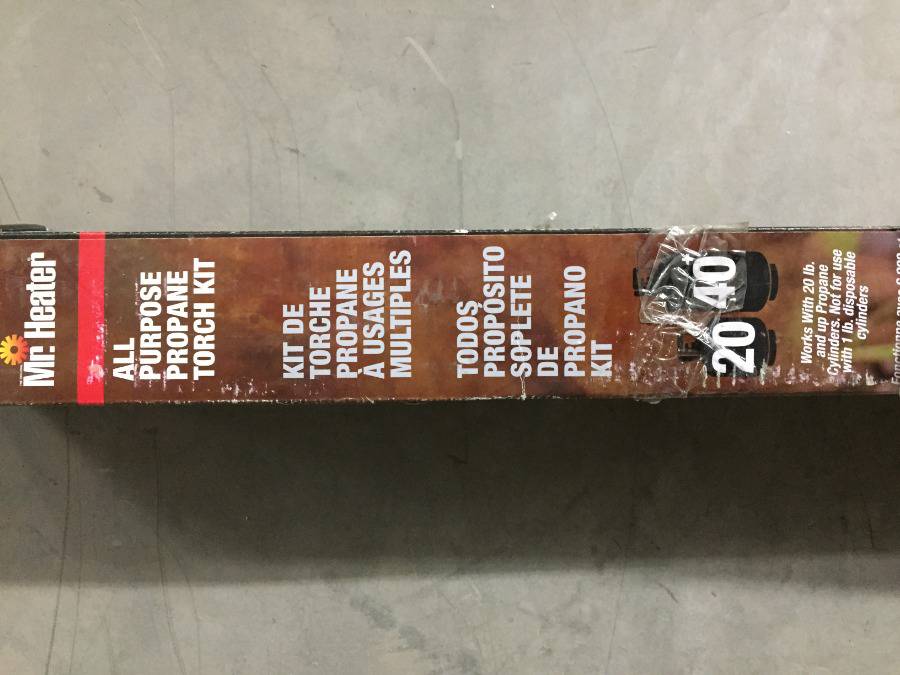 Mr Heater
ALL
PURPOSE
PROPANE
TORCH KIT
KIT DE
TORCHE
PROPANE
À USAGES
MULTIPLES
TODOS
PROPÓSITO
SOPLETE
DE
PROPANO
KIT
20
40+
Works With 20 lb.
and up Propane
Cylinders. Not for use
with 1 lb. disposable
cylinders